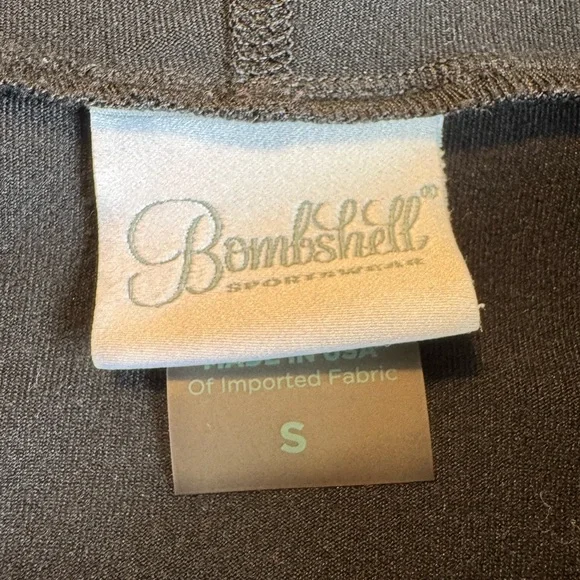 Bombshell®
SPORTSWEAR
MADE IN USA
Of Imported Fabric
S